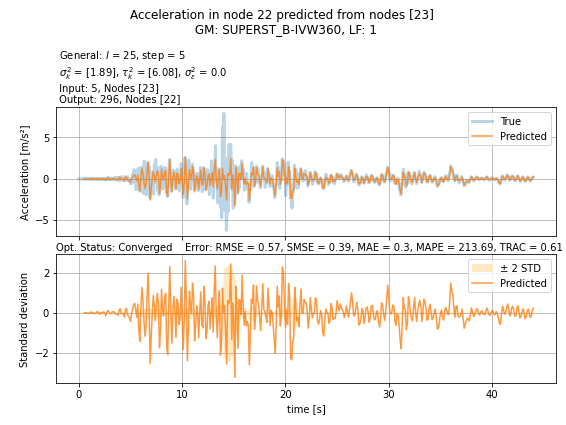 Acceleration in node 22 predicted from nodes [23]
GM: SUPERST_B-IVW360, LF: 1
General: l = 25, step = 5
σ²ₖ = [1.89], τ²ₖ = [6.08], σ²ε = 0.0
Input: 5, Nodes [23]
Output: 296, Nodes [22]
True
Predicted
Acceleration [m/s²]
5
0
−5
Opt. Status: Converged Error: RMSE = 0.57, SMSE = 0.39, MAE = 0.3, MAPE = 213.69, TRAC = 0.61
± 2 STD
Predicted
Standard deviation
2
0
−2
0 10 20 30 40
time [s]